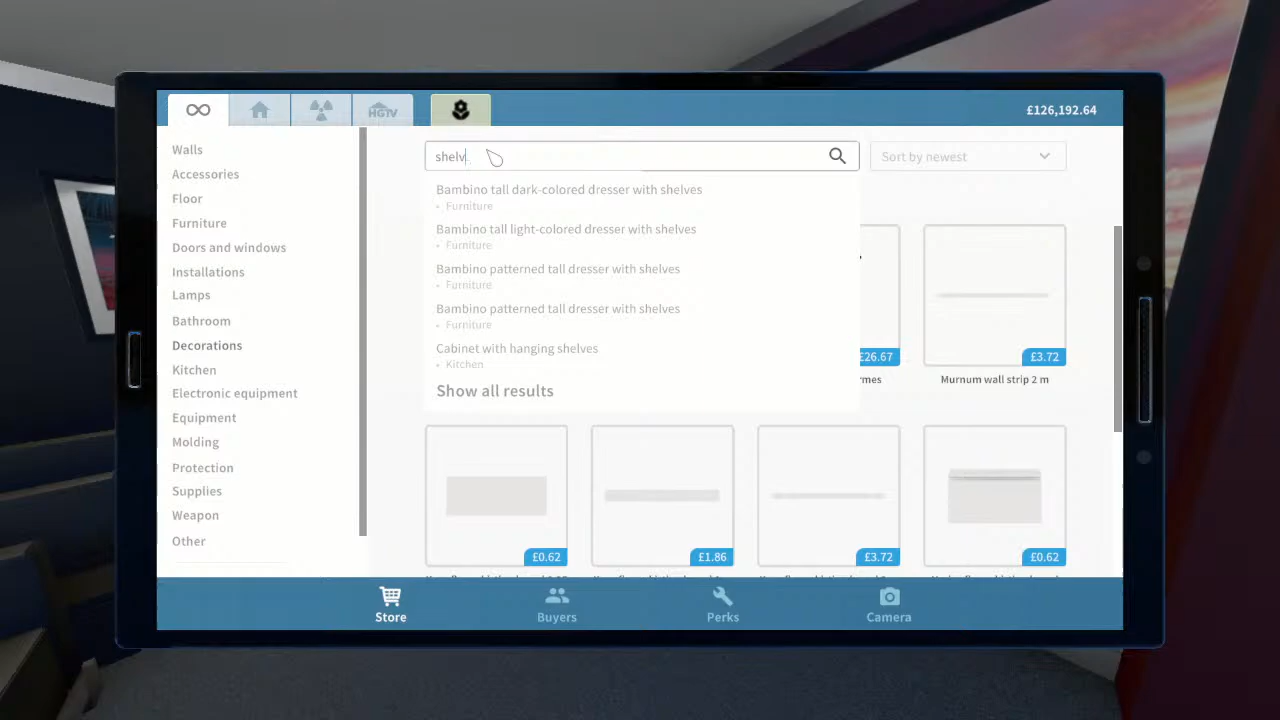 HGTV
£126,192.64
Walls
Accessories
Floor
Furniture
Doors and windows
Installations
Lamps
Bathroom
Decorations
Kitchen
Electronic equipment
Equipment
Molding
Protection
Supplies
Weapon
Other
shelv
Sort by newest
Bambino tall dark-colored dresser with shelves
• Furniture
Bambino tall light-colored dresser with shelves
• Furniture
Bambino patterned tall dresser with shelves
• Furniture
Bambino patterned tall dresser with shelves
• Furniture
Cabinet with hanging shelves
• Kitchen
Show all results
£26.67
£3.72
rmes
Murnum wall strip 2 m
£0.62
£1.86
£3.72
£0.62
Store
Buyers
Perks
Camera